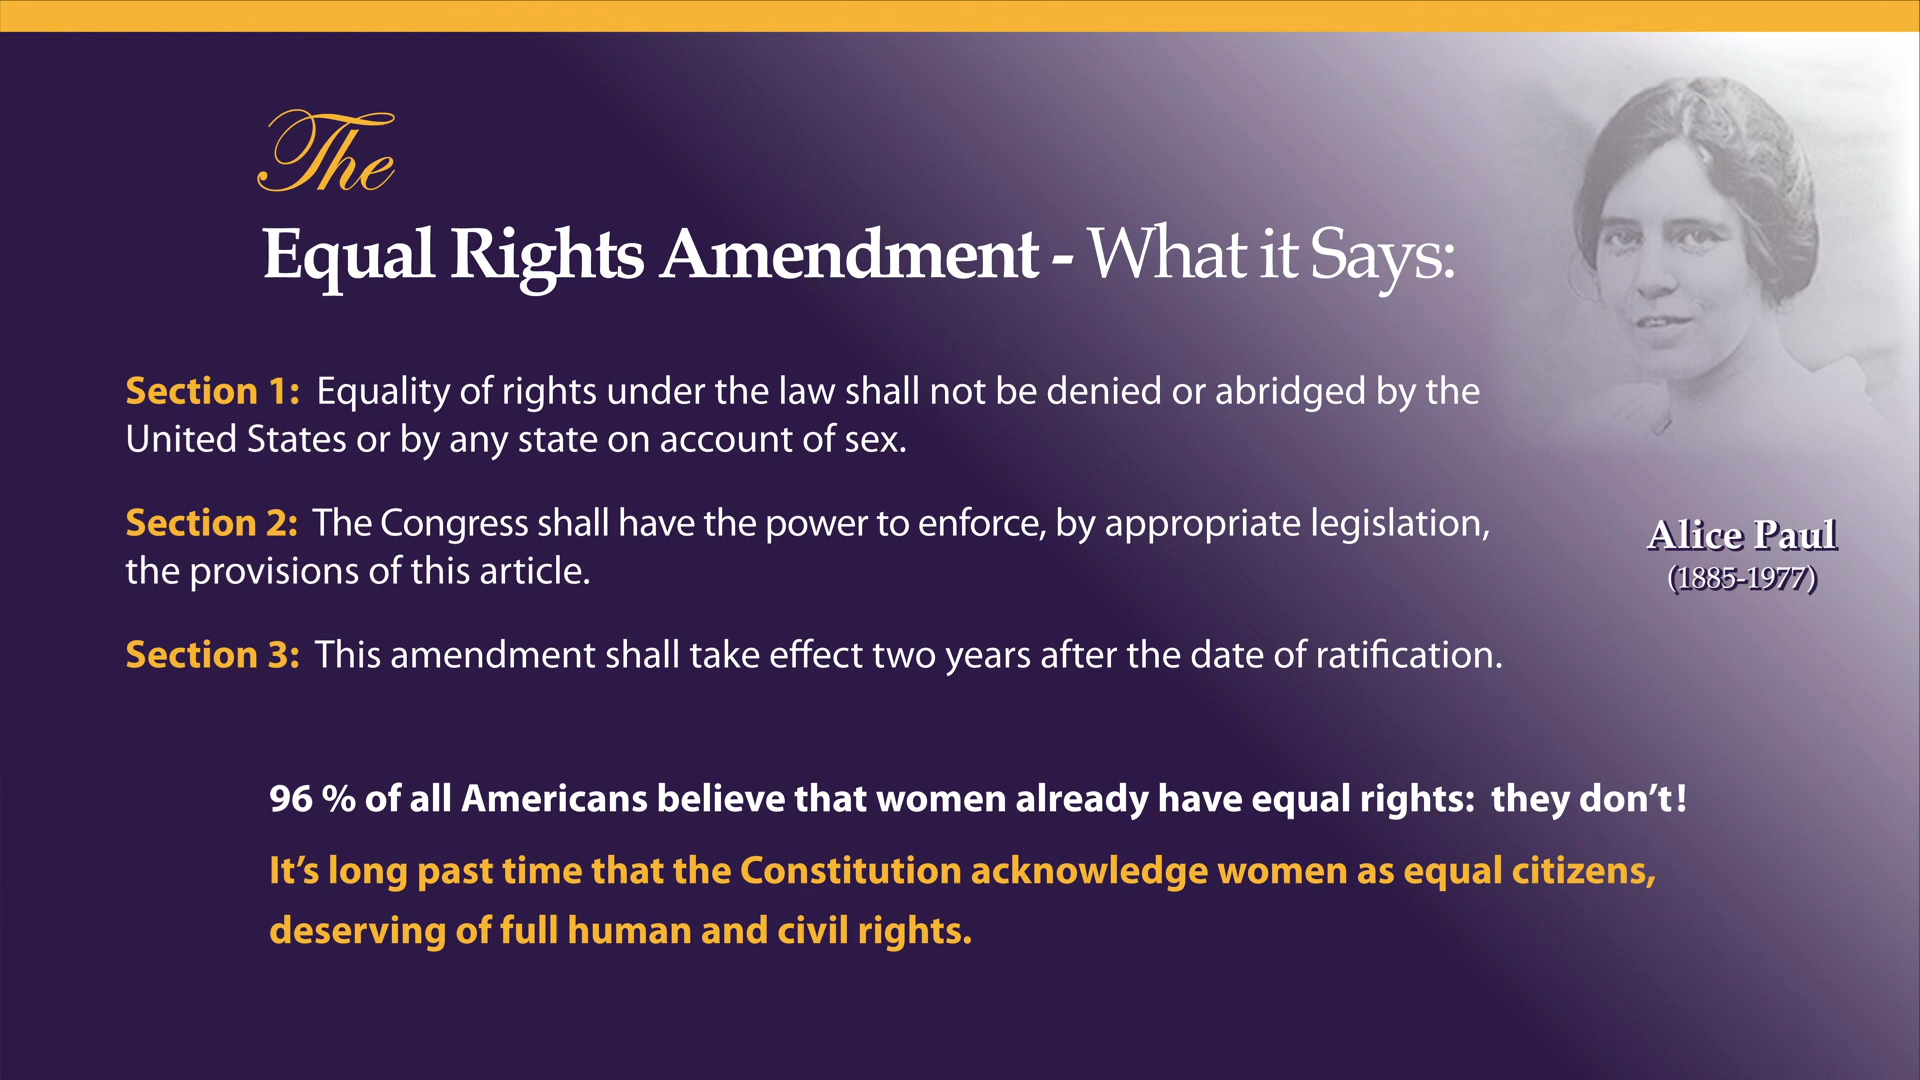 The
Equal Rights Amendment - What it Says:
Section 1: Equality of rights under the law shall not be denied or abridged by the
United States or by any state on account of sex.
Section 2: The Congress shall have the power to enforce, by appropriate legislation,
the provisions of this article.
Section 3: This amendment shall take effect two years after the date of ratification.
Alice Paul
(1885-1977)
96 % of all Americans believe that women already have equal rights: they don’t!
It’s long past time that the Constitution acknowledge women as equal citizens,
deserving of full human and civil rights.